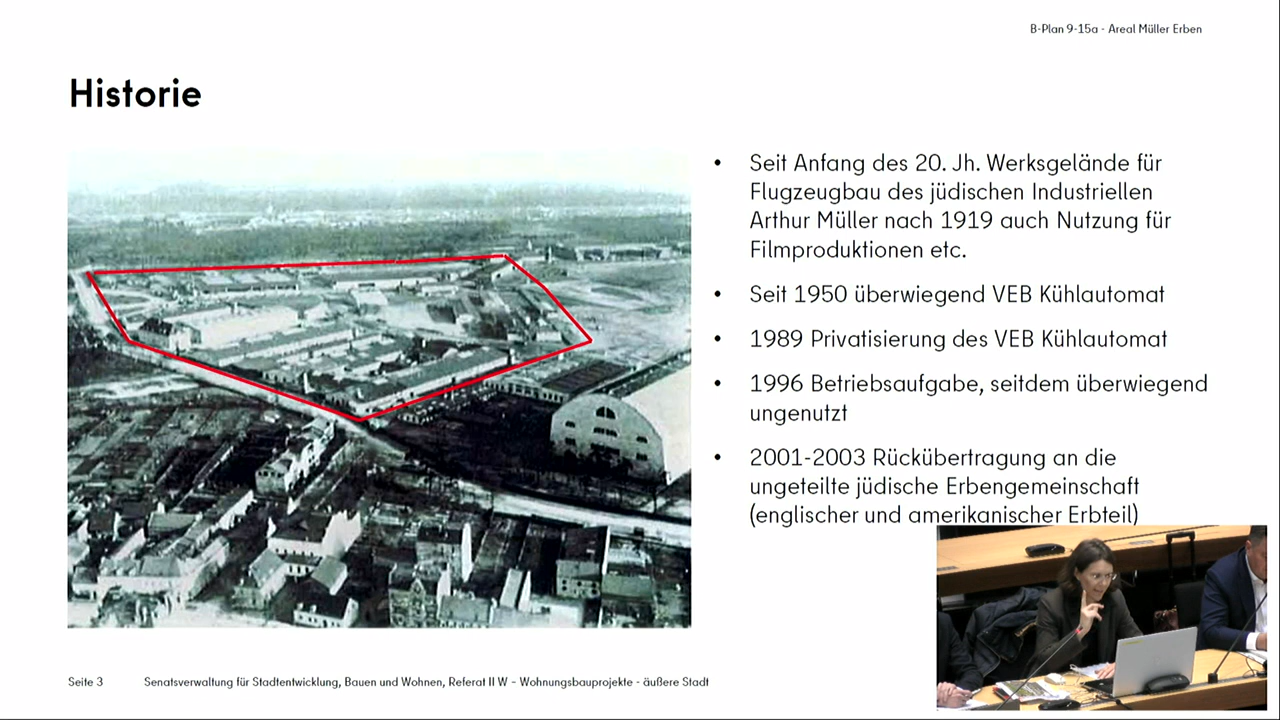 B-Plan 9-15a - Areal Müller Erben
Historie
• Seit Anfang des 20. Jh. Werksgelände für
Flugzeugbau des jüdischen Industriellen
Arthur Müller nach 1919 auch Nutzung für
Filmproduktionen etc.
• Seit 1950 überwiegend VEB Kühlautomat
• 1989 Privatisierung des VEB Kühlautomat
• 1996 Betriebsaufgabe, seitdem überwiegend
ungenutzt
• 2001-2003 Rückübertragung an die
ungeteilte jüdische Erbengemeinschaft
(englischer und amerikanischer Erbteil)
Seite 3 Senatsverwaltung für Stadtentwicklung, Bauen und Wohnen, Referat II W - Wohnungsbauprojekte - äußere Stadt